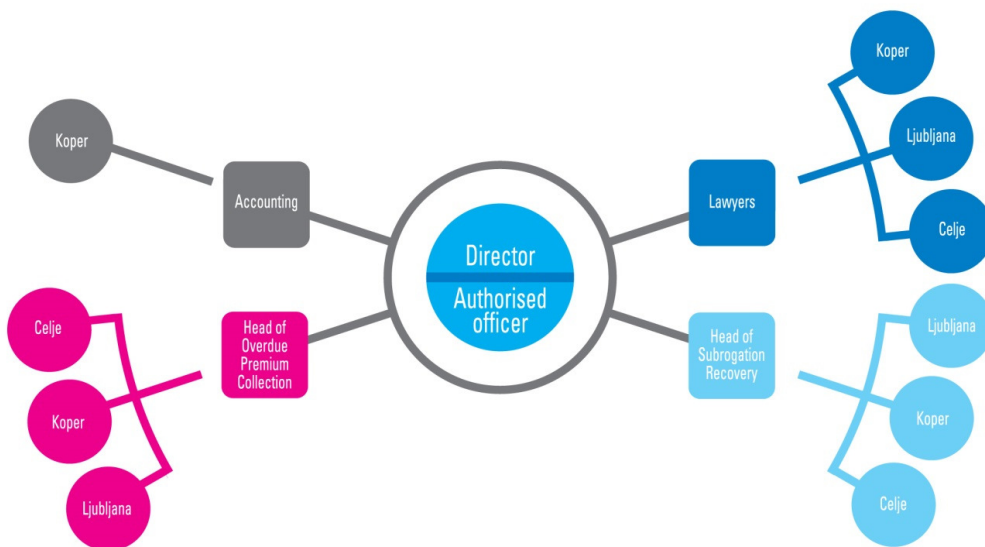 Koper
Accounting
Director
Authorised
officer
Lawyers
Koper
Ljubljana
Celje
Celje
Koper
Ljubljana
Head of
Overdue
Premium
Collection
Head of
Subrogation
Recovery
Ljubljana
Koper
Celje